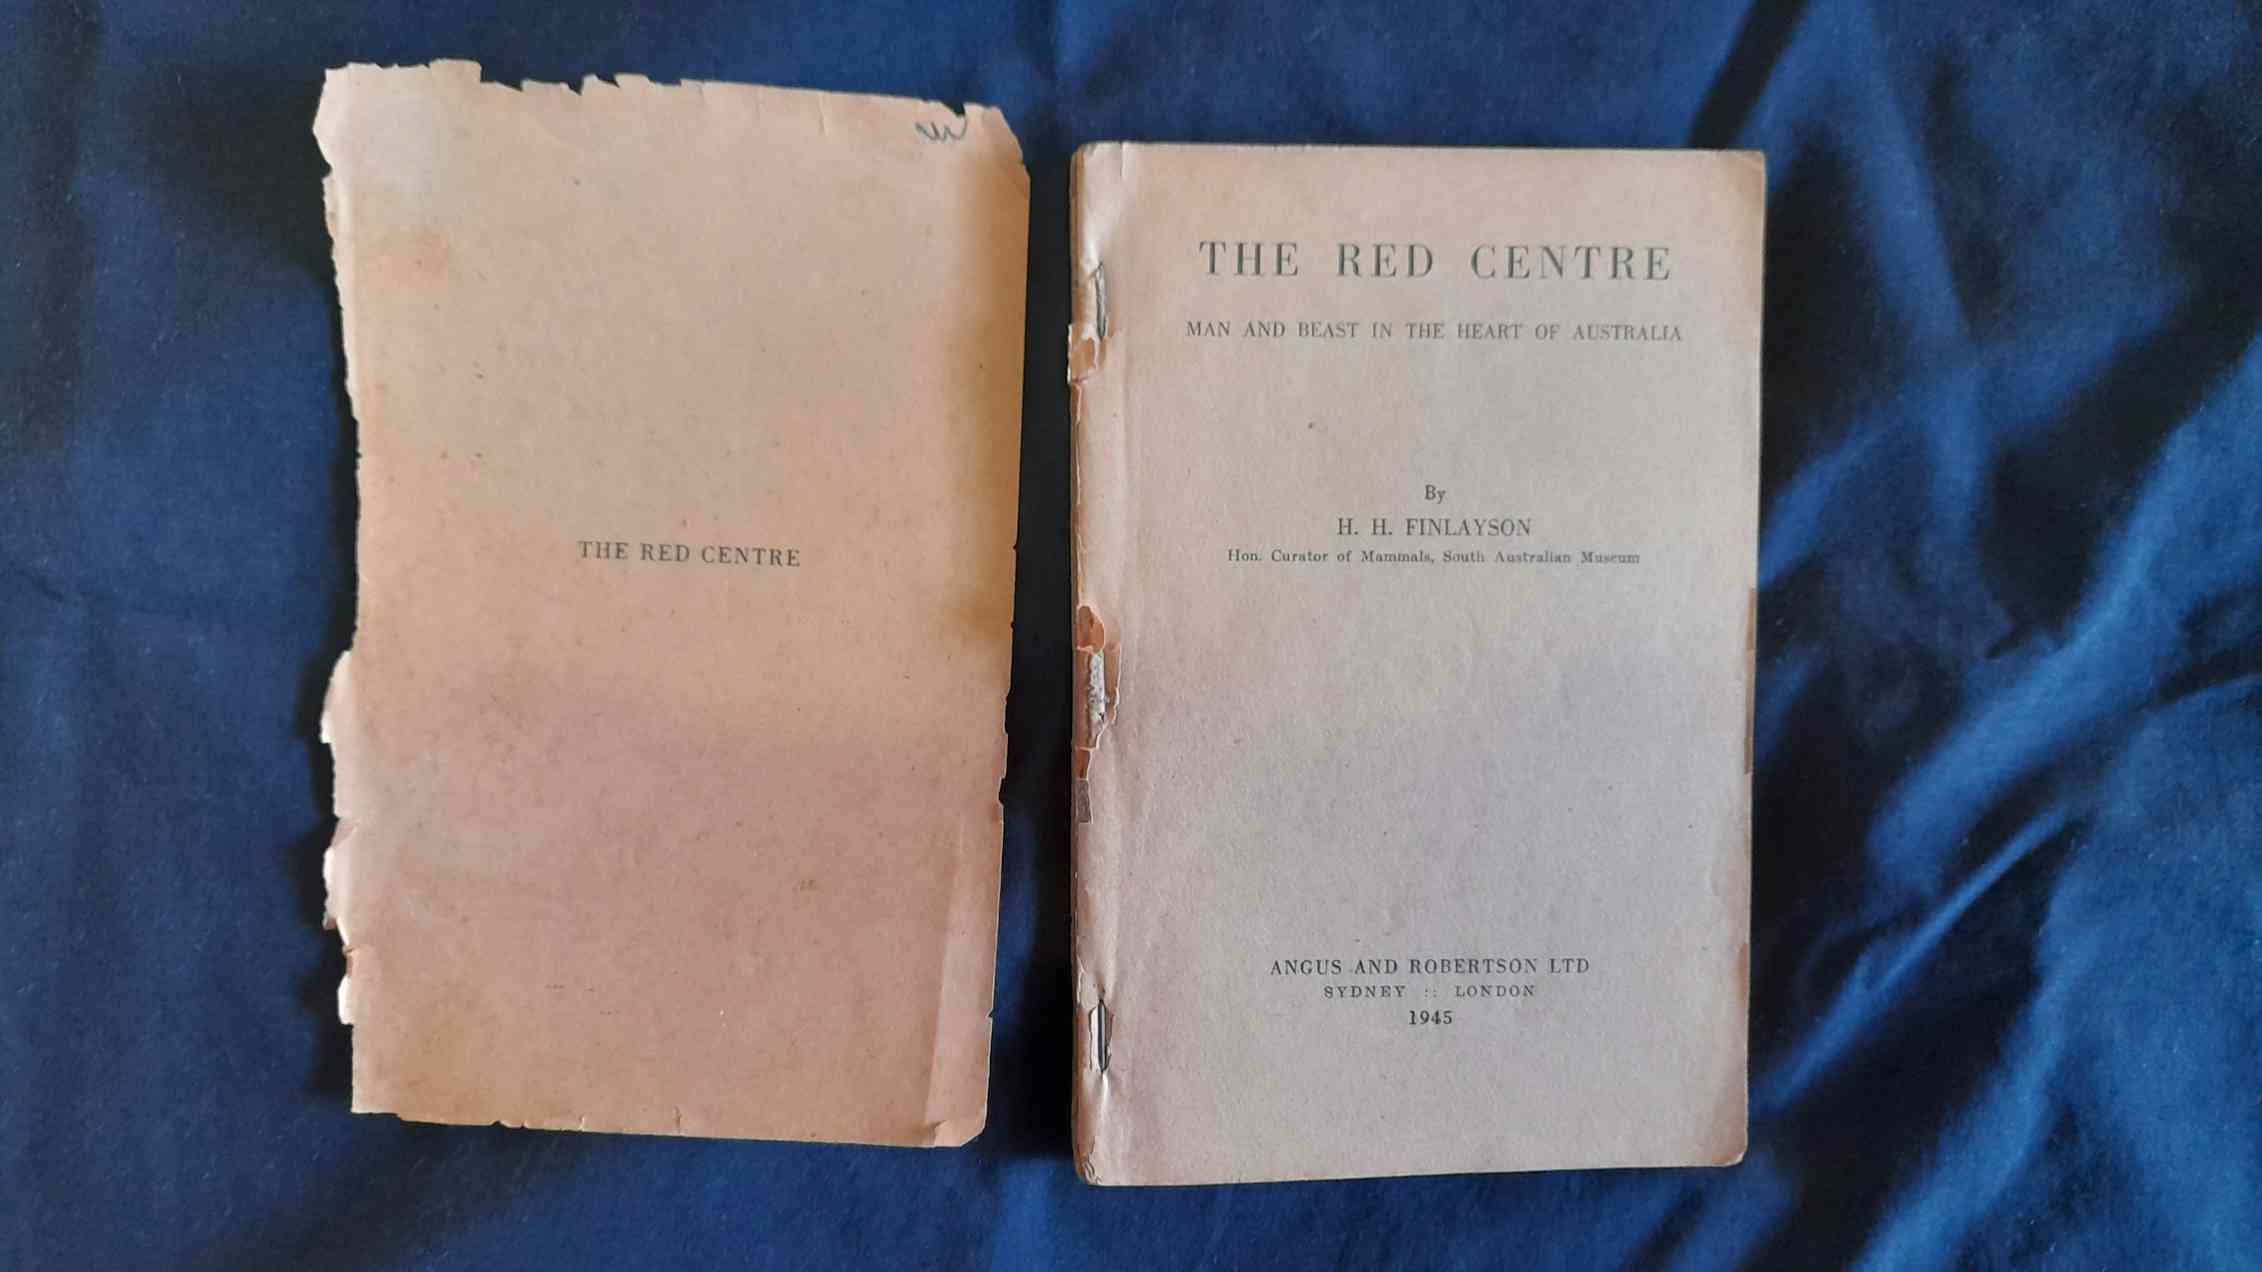 THE RED CENTRE
THE RED CENTRE
MAN AND BEAST IN THE HEART OF AUSTRALIA
By
H. H. FINLAYSON
Hon. Curator of Mammals, South Australian Museum
ANGUS AND ROBERTSON LTD
SYDNEY :: LONDON
1945